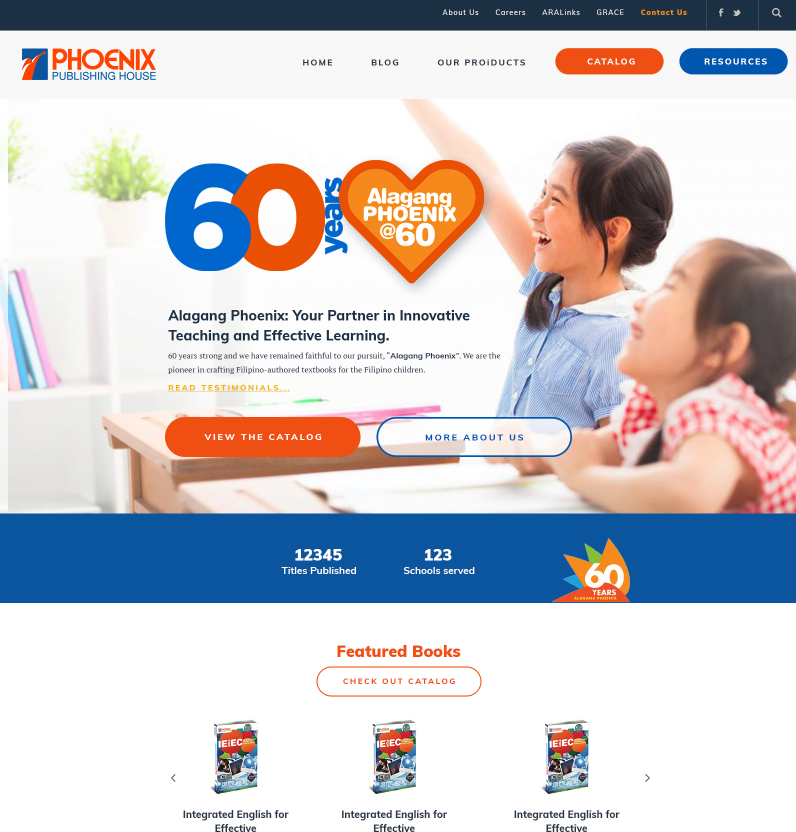 About Us Careers ARALinks GRACE Contact Us
PHOENIX
PUBLISHING HOUSE
HOME BLOG OUR PROiDUCTS CATALOG RESOURCES
60 years
Alagang
PHOENIX
@60
Alagang Phoenix: Your Partner in Innovative
Teaching and Effective Learning.
60 years strong and we have remained faithful to our pursuit, "Alagang Phoenix". We are the
pioneer in crafting Filipino-authored textbooks for the Filipino children.
READ TESTIMONIALS...
VIEW THE CATALOG MORE ABOUT US
12345 123
Titles Published Schools served
60
YEARS
ALAGANG PHOENIX
Featured Books
CHECK OUT CATALOG
Integrated English for Integrated English for Integrated English for
Effective Effective Effective